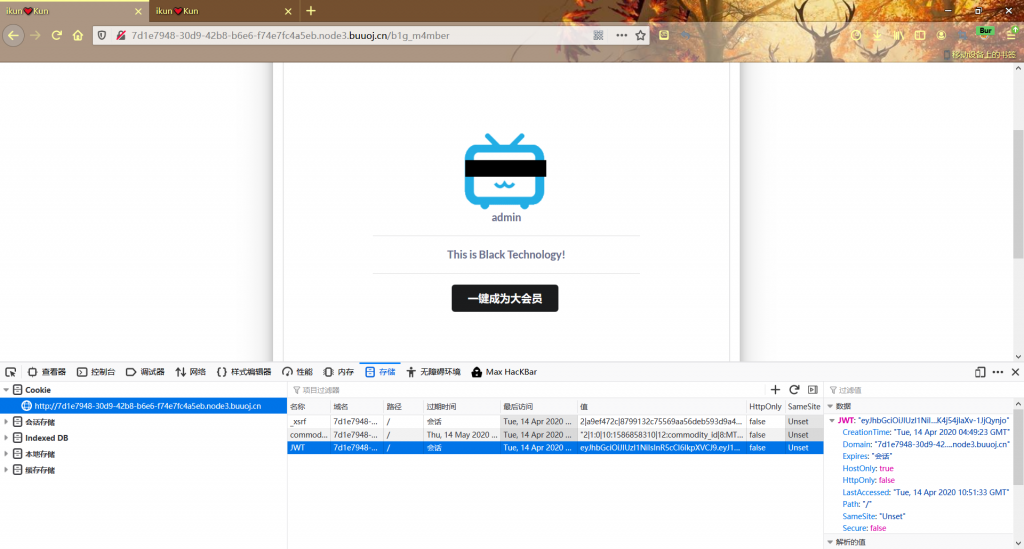 ikun❤Kun
ikun❤Kun
7d1e7948-30d9-42b8-b6e6-f74e7fc4a5eb.node3.buuoj.cn/b1g_m4mber
Bur
移动设备上的书签
admin
This is Black Technology!
一键成为大会员
查看器 控制台 调试器 网络 样式编辑器 性能 内存 存储 无障碍环境 Max HacKBar
Cookie
http://7d1e7948-30d9-42b8-b6e6-f74e7fc4a5eb.node3.buuoj.cn
会话存储
Indexed DB
本地存储
缓存存储
项目过滤器
名称 域名 路径 过期时间 最后访问 值 HttpOnly SameSite
_xsrf 7d1e7948-... / 会话 Tue, 14 Apr 2020 ... 2|a9ef472c|8799132c75569aa56deb593d9a4... false Unset
commod... 7d1e7948-... / Thu, 14 May 2020 ... Tue, 14 Apr 2020 ... "2|1:0|10:1586858310|12:commodity_id|8:MT... false Unset
JWT 7d1e7948-... / 会话 Tue, 14 Apr 2020 ... eyJhbGciOiJIUzI1NiIsInR5cCI6IkpXVCJ9.eyJ1... false Unset
过滤值
数据
JWT: "eyJhbGciOiJIUzI1NiI...K4j54JlaXv-1JjQynjo"
CreationTime: "Tue, 14 Apr 2020 04:49:23 GMT"
Domain: "7d1e7948-30d9-42....node3.buuoj.cn"
Expires: "会话"
HostOnly: true
HttpOnly: false
LastAccessed: "Tue, 14 Apr 2020 10:51:33 GMT"
Path: "/"
SameSite: "Unset"
Secure: false
解析的值